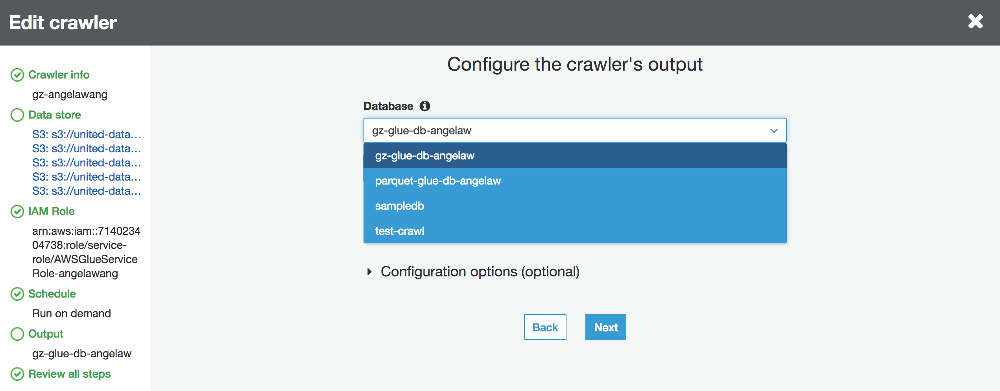 Edit crawler
Crawler info
gz-angelawang
Data store
S3: s3://united-data...
S3: s3://united-data...
S3: s3://united-data...
S3: s3://united-data...
S3: s3://united-data...
IAM Role
arn:aws:iam::7140234
04738:role/service-
role/AWSGlueService
Role-angelawang
Schedule
Run on demand
Output
gz-glue-db-angelaw
Review all steps
Configure the crawler's output
Database
gz-glue-db-angelaw
gz-glue-db-angelaw
parquet-glue-db-angelaw
sampledb
test-crawl
Configuration options (optional)
Back
Next